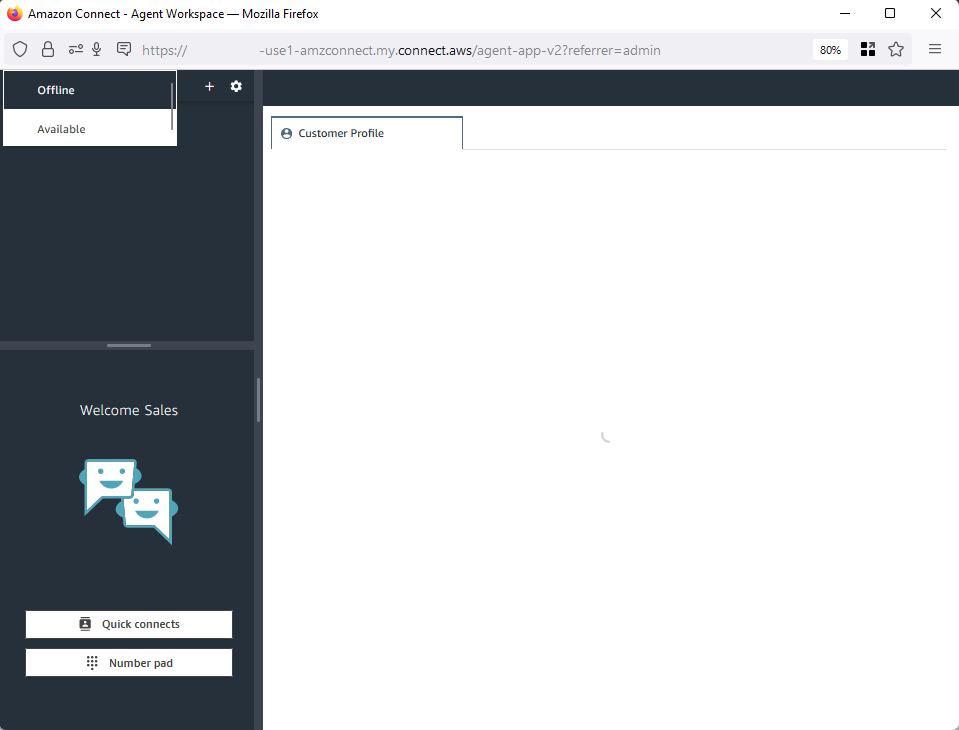 Amazon Connect - Agent Workspace — Mozilla Firefox
https:// -use1-amzconnect.my.connect.aws/agent-app-v2?referrer=admin 80%
Offline
Available
Customer Profile
Welcome Sales
Quick connects
Number pad